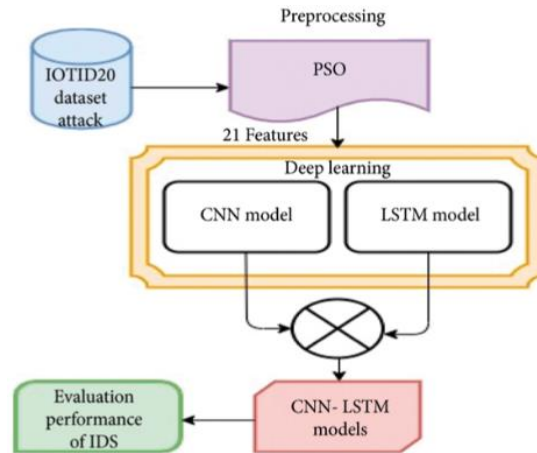 Preprocessing
IOTID20
dataset
attack
PSO
21 Features
Deep learning
CNN model
LSTM model
CNN- LSTM
models
Evaluation
performance
of IDS